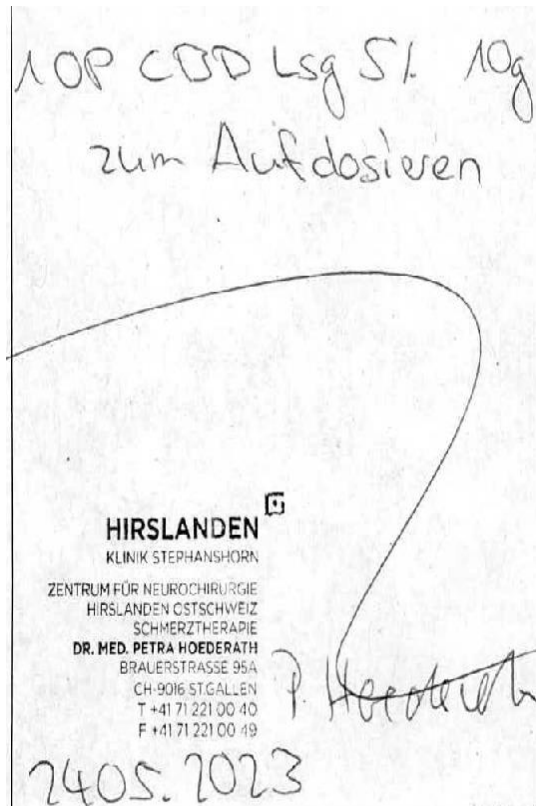 1 OP CBD Lsg 5% 10g
zum Aufdosieren
HIRSLANDEN
KLINIK STEPHANSHORN
ZENTRUM FÜR NEUROCHIRURGIE
HIRSLANDEN OSTSCHWEIZ
SCHMERZTHERAPIE
DR. MED. PETRA HOEDERATH
BRAUERSTRASSE 95A
CH-9016 ST.GALLEN
T +41 71 221 00 40
F +41 71 221 00 49
P. Hoederath
24.05.2023